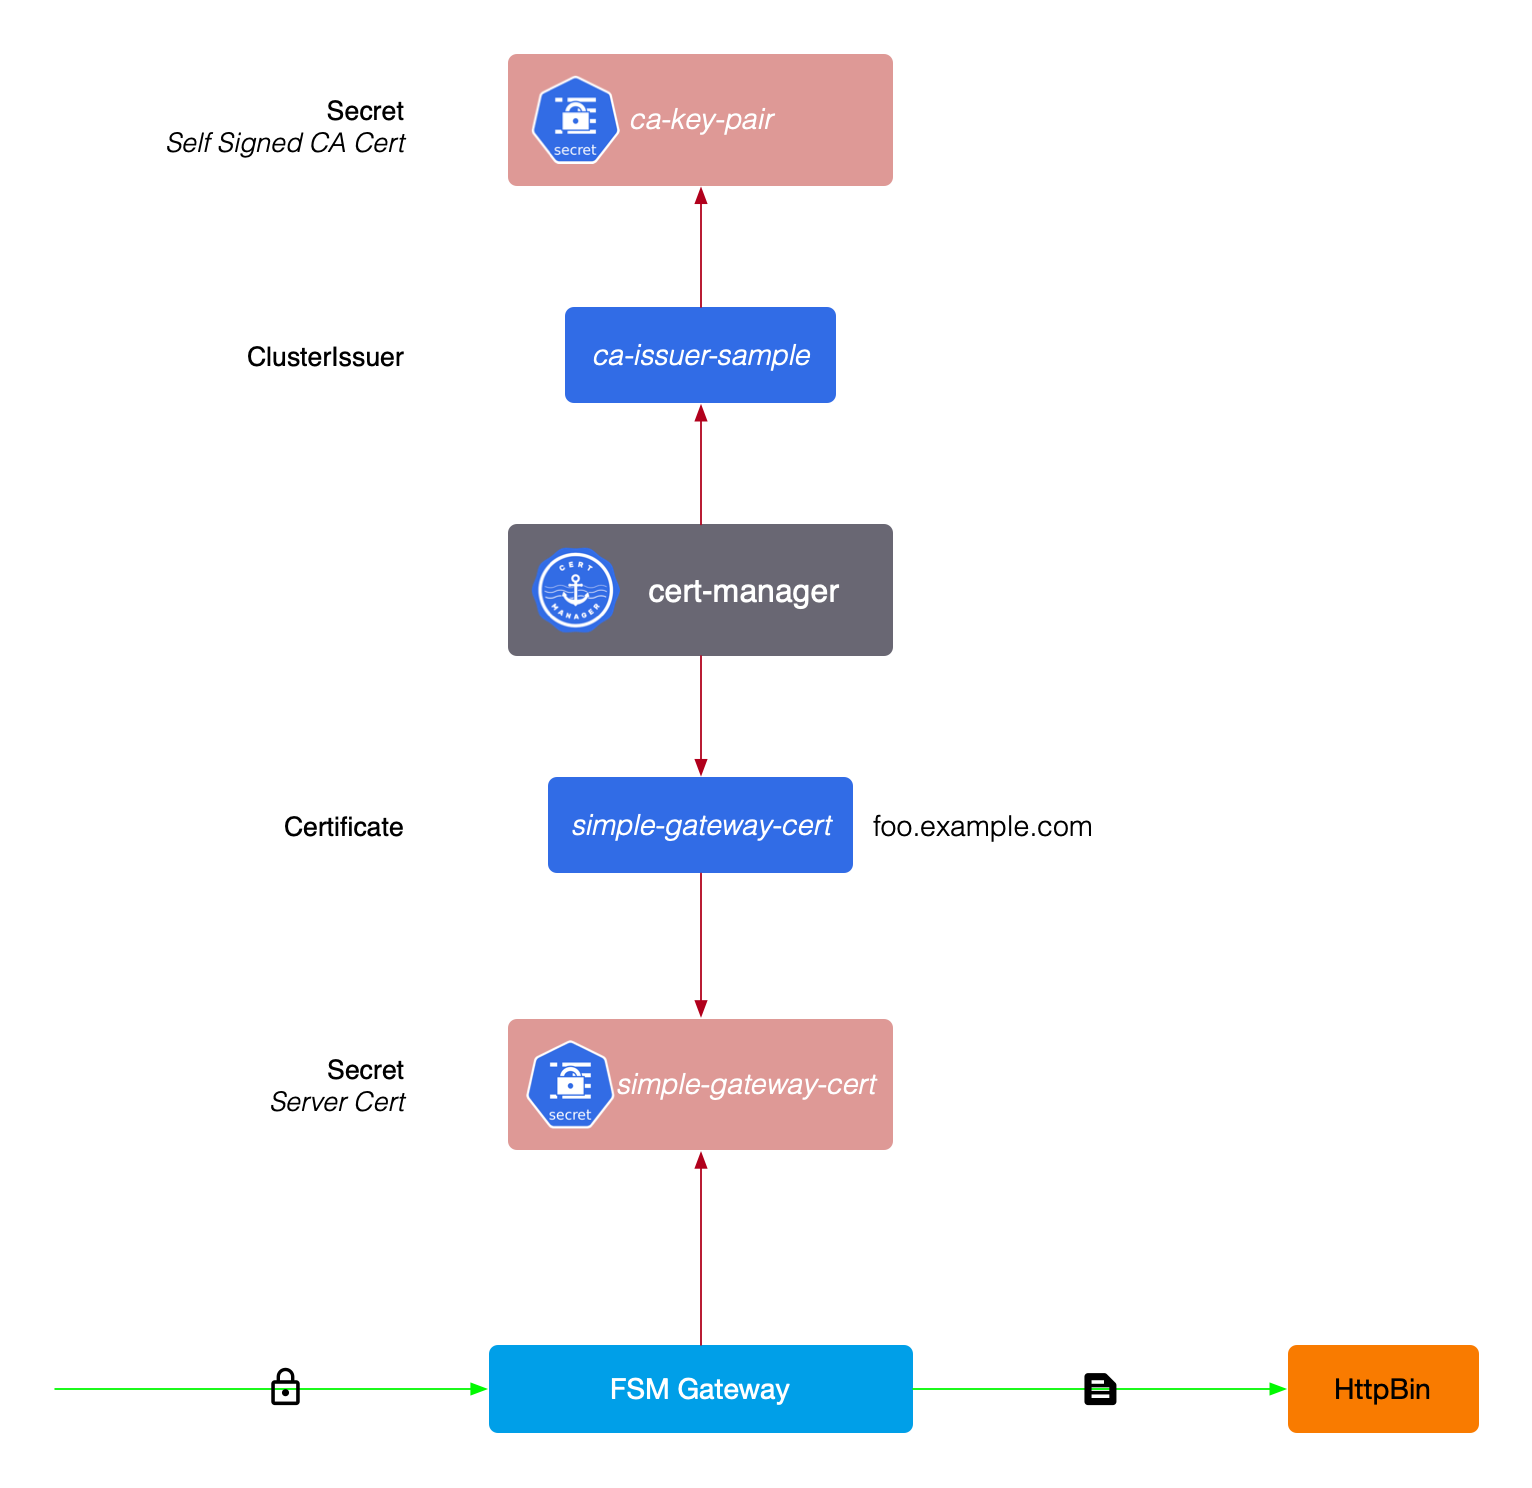 Secret
Self Signed CA Cert
secret
ca-key-pair
ClusterIssuer
ca-issuer-sample
CERT
MANAGER
cert-manager
Certificate
simple-gateway-cert
foo.example.com
Secret
Server Cert
secret
simple-gateway-cert
FSM Gateway
HttpBin